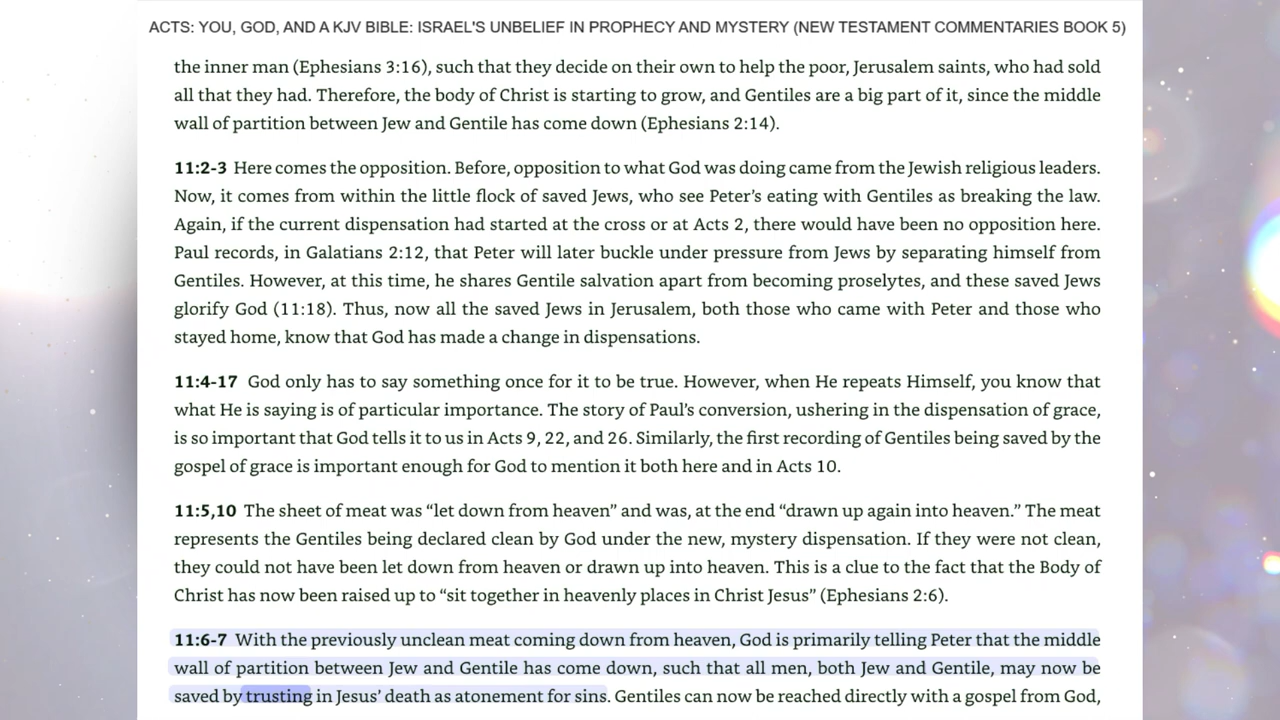 ACTS: YOU, GOD, AND A KJV BIBLE: ISRAEL'S UNBELIEF IN PROPHECY AND MYSTERY (NEW TESTAMENT COMMENTARIES BOOK 5)
the inner man (Ephesians 3:16), such that they decide on their own to help the poor, Jerusalem saints, who had sold
all that they had. Therefore, the body of Christ is starting to grow, and Gentiles are a big part of it, since the middle
wall of partition between Jew and Gentile has come down (Ephesians 2:14).
11:2-3 Here comes the opposition. Before, opposition to what God was doing came from the Jewish religious leaders.
Now, it comes from within the little flock of saved Jews, who see Peter’s eating with Gentiles as breaking the law.
Again, if the current dispensation had started at the cross or at Acts 2, there would have been no opposition here.
Paul records, in Galatians 2:12, that Peter will later buckle under pressure from Jews by separating himself from
Gentiles. However, at this time, he shares Gentile salvation apart from becoming proselytes, and these saved Jews
glorify God (11:18). Thus, now all the saved Jews in Jerusalem, both those who came with Peter and those who
stayed home, know that God has made a change in dispensations.
11:4-17 God only has to say something once for it to be true. However, when He repeats Himself, you know that
what He is saying is of particular importance. The story of Paul’s conversion, ushering in the dispensation of grace,
is so important that God tells it to us in Acts 9, 22, and 26. Similarly, the first recording of Gentiles being saved by the
gospel of grace is important enough for God to mention it both here and in Acts 10.
11:5,10 The sheet of meat was “let down from heaven” and was, at the end “drawn up again into heaven.” The meat
represents the Gentiles being declared clean by God under the new, mystery dispensation. If they were not clean,
they could not have been let down from heaven or drawn up into heaven. This is a clue to the fact that the Body of
Christ has now been raised up to “sit together in heavenly places in Christ Jesus” (Ephesians 2:6).
11:6-7 With the previously unclean meat coming down from heaven, God is primarily telling Peter that the middle
wall of partition between Jew and Gentile has come down, such that all men, both Jew and Gentile, may now be
saved by trusting in Jesus’ death as atonement for sins. Gentiles can now be reached directly with a gospel from God,